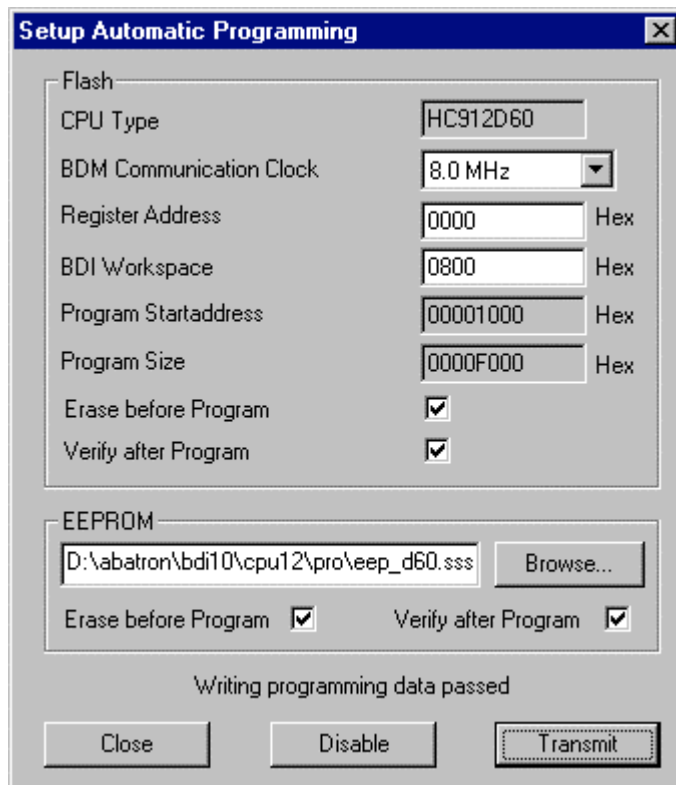 Setup Automatic Programming
Flash
CPU Type HC912D60
BDM Communication Clock 8.0 MHz
Register Address 0000 Hex
BDI Workspace 0800 Hex
Program Startaddress 00001000 Hex
Program Size 0000F000 Hex
Erase before Program
Verify after Program
EEPROM
D:\abatron\bdi10\cpu12\pro\eep_d60.sss Browse...
Erase before Program Verify after Program
Writing programming data passed
Close Disable Transmit